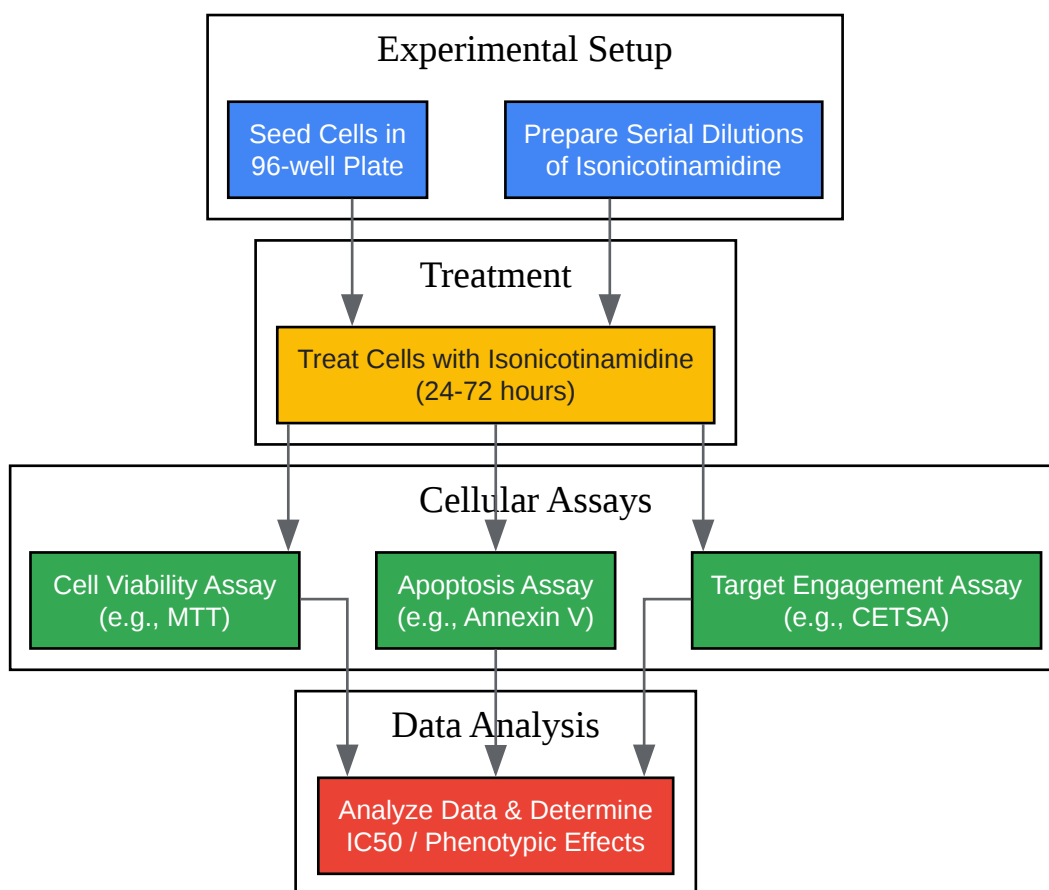 Experimental Setup
Seed Cells in
96-well Plate
Prepare Serial Dilutions
of Isonicotinamidine
Treatment
Treat Cells with Isonicotinamidine
(24-72 hours)
Cellular Assays
Cell Viability Assay
(e.g., MTT)
Apoptosis Assay
(e.g., Annexin V)
Target Engagement Assay
(e.g., CETSA)
Data Analysis
Analyze Data & Determine
IC50 / Phenotypic Effects